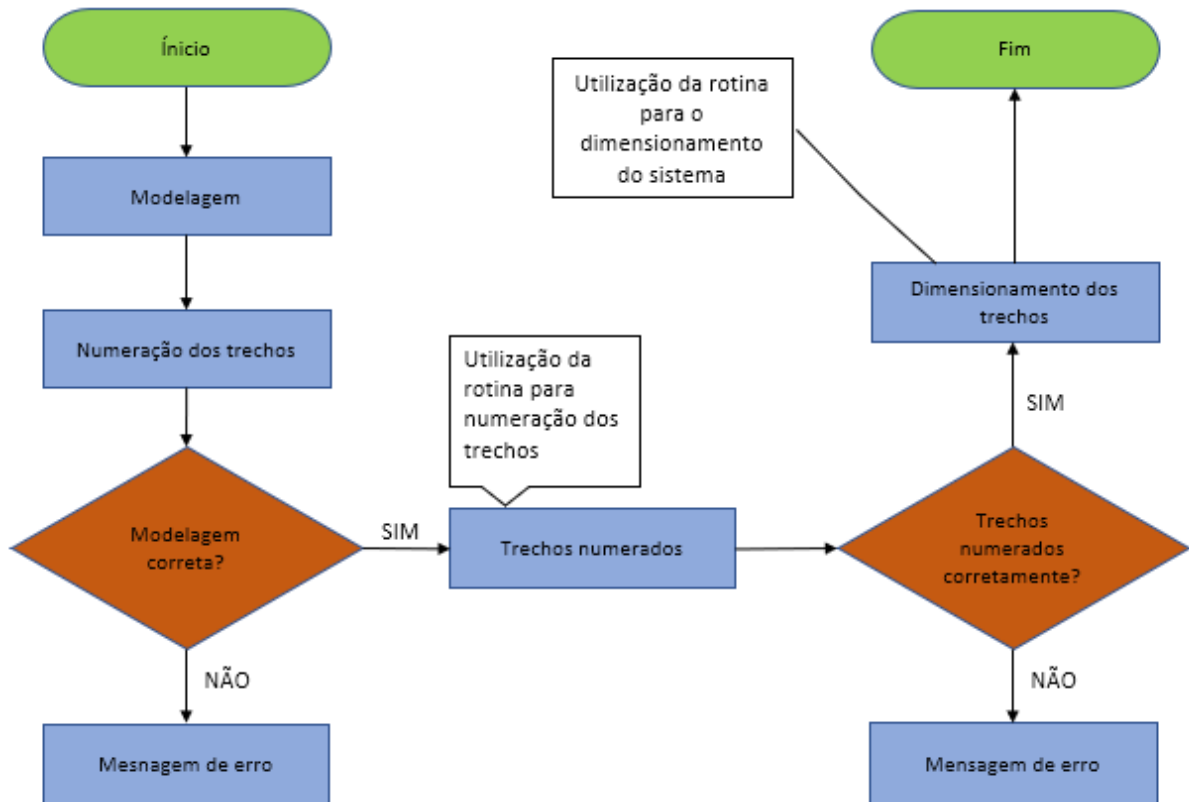 Ínicio
Modelagem
Numeração dos trechos
Modelagem
correta?
NÃO
Mesnagem de erro
SIM
Utilização da
rotina para
numeração dos
trechos
Trechos numerados
Trechos
numerados
corretamente?
NÃO
Mensagem de erro
SIM
Dimensionamento dos
trechos
Utilização da rotina
para o
dimensionamento
do sistema
Fim